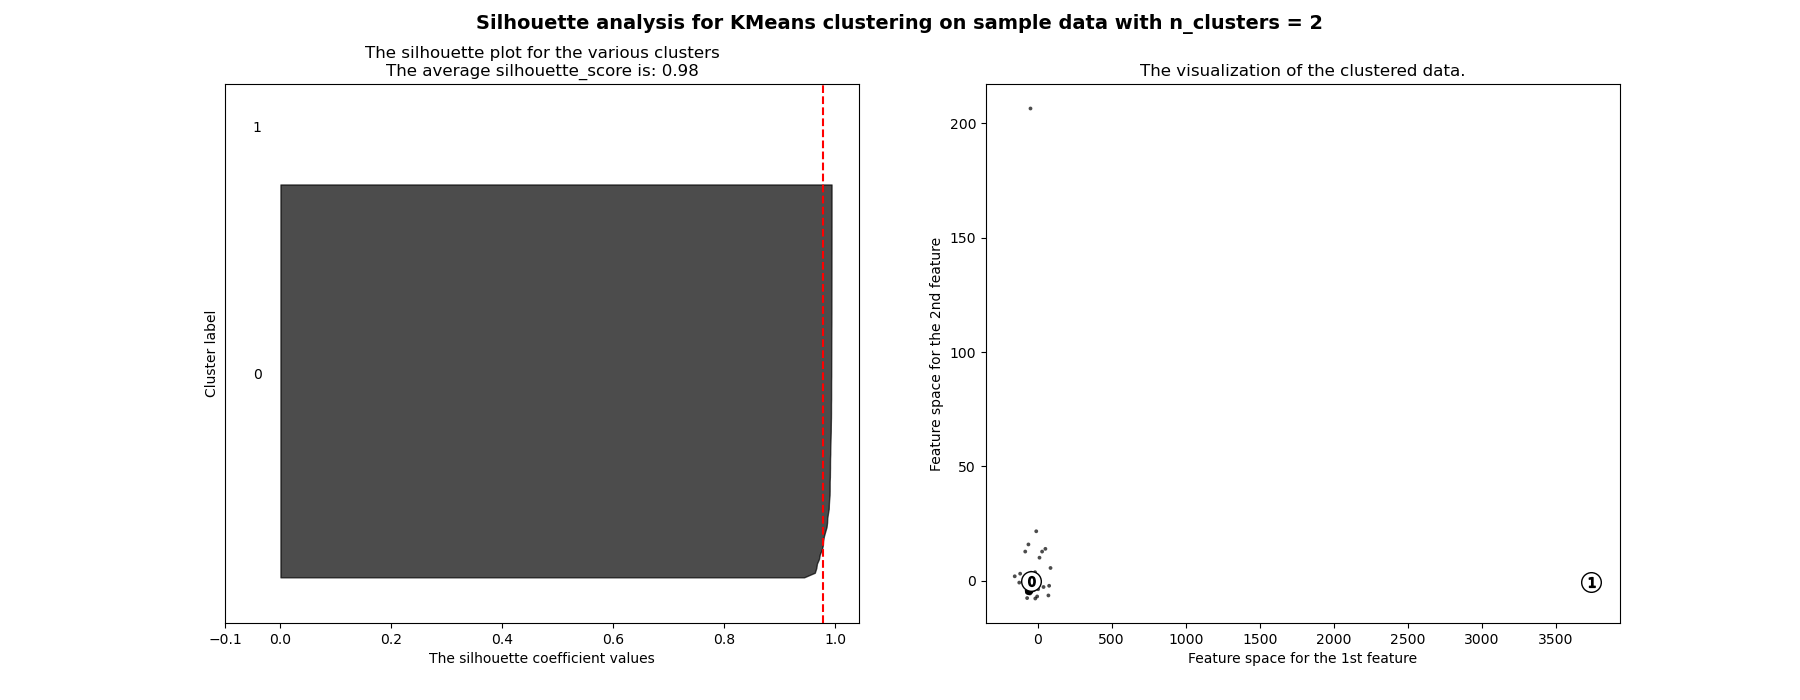 Silhouette analysis for KMeans clustering on sample data with n_clusters = 2
The silhouette plot for the various clusters
The average silhouette_score is: 0.98
1
0
Cluster label
−0.1 0.0 0.2 0.4 0.6 0.8 1.0
The silhouette coefficient values
The visualization of the clustered data.
200
150
100
50
0
Feature space for the 2nd feature
0
1
0 500 1000 1500 2000 2500 3000 3500
Feature space for the 1st feature